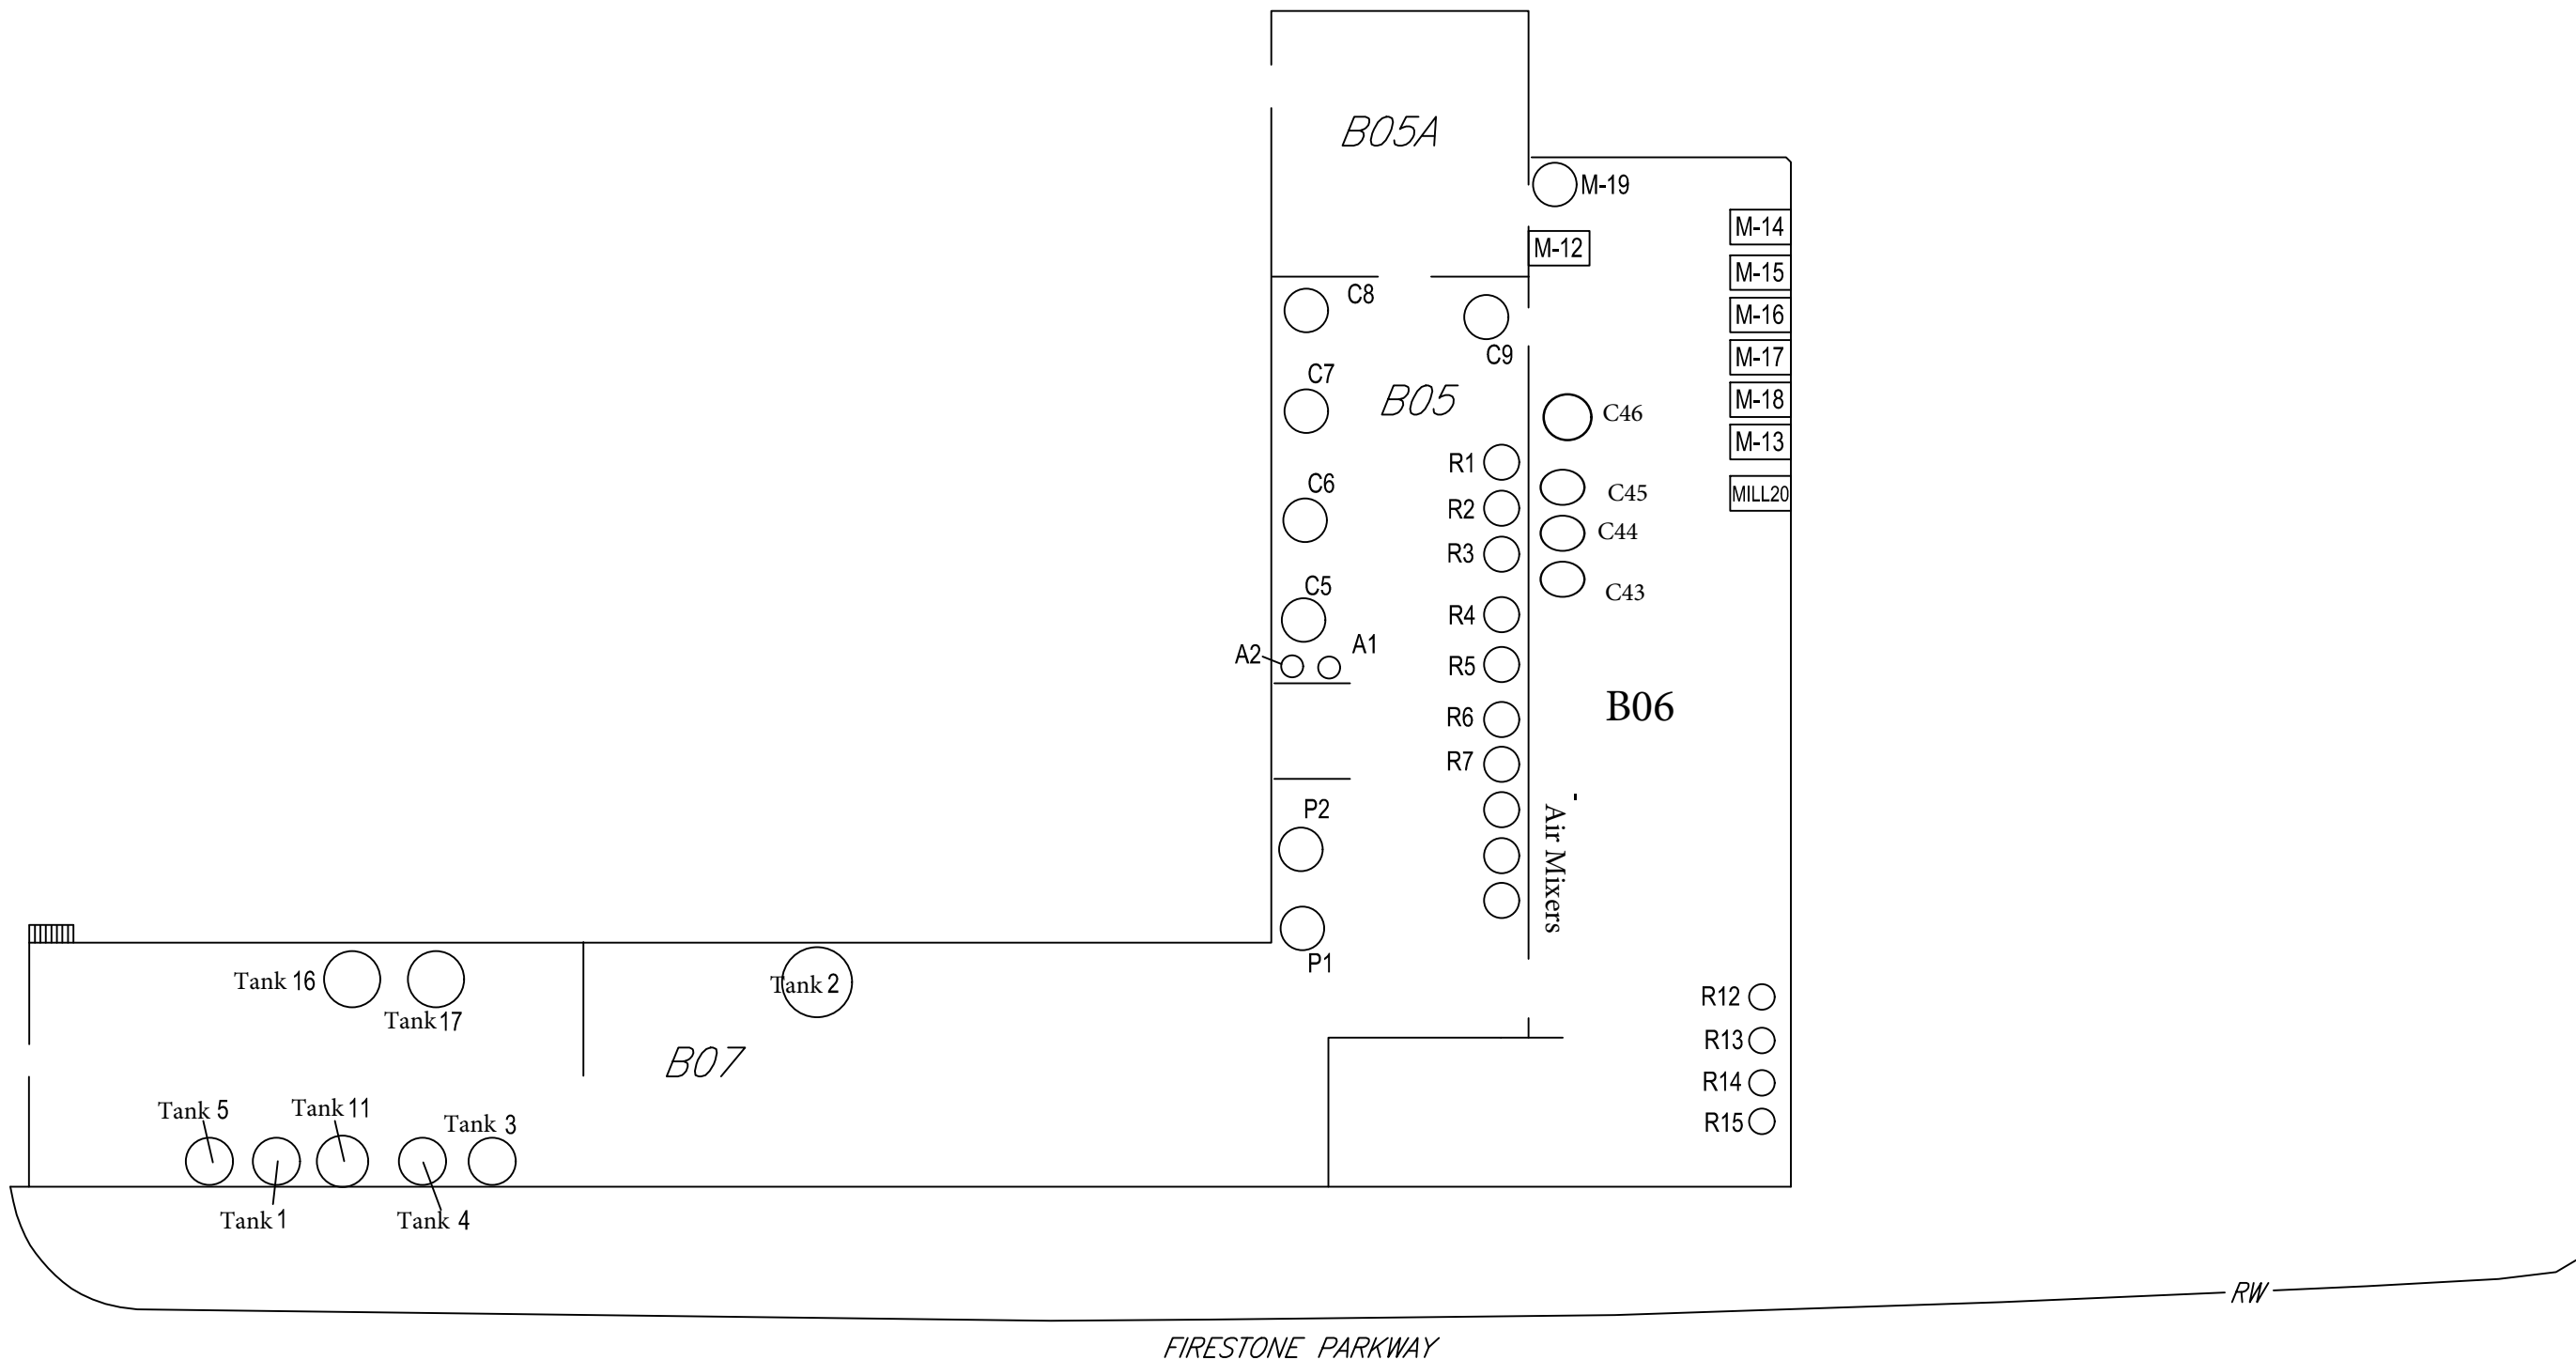 B05A
M-19
M-14
M-12
M-15
C8
M-16
C9
M-17
C7
B05
M-18
C46
M-13
R1
C6
C45
MILL20
R2
C44
R3
C5
C43
R4
A2
A1
R5
B06
R6
R7
P2
- Air Mixers
P1
Tank 16
Tank 2
R12
Tank 17
R13
B07
R14
Tank 5
Tank 11
Tank 3
R15
Tank 1
Tank 4
RW
FIRESTONE PARKWAY